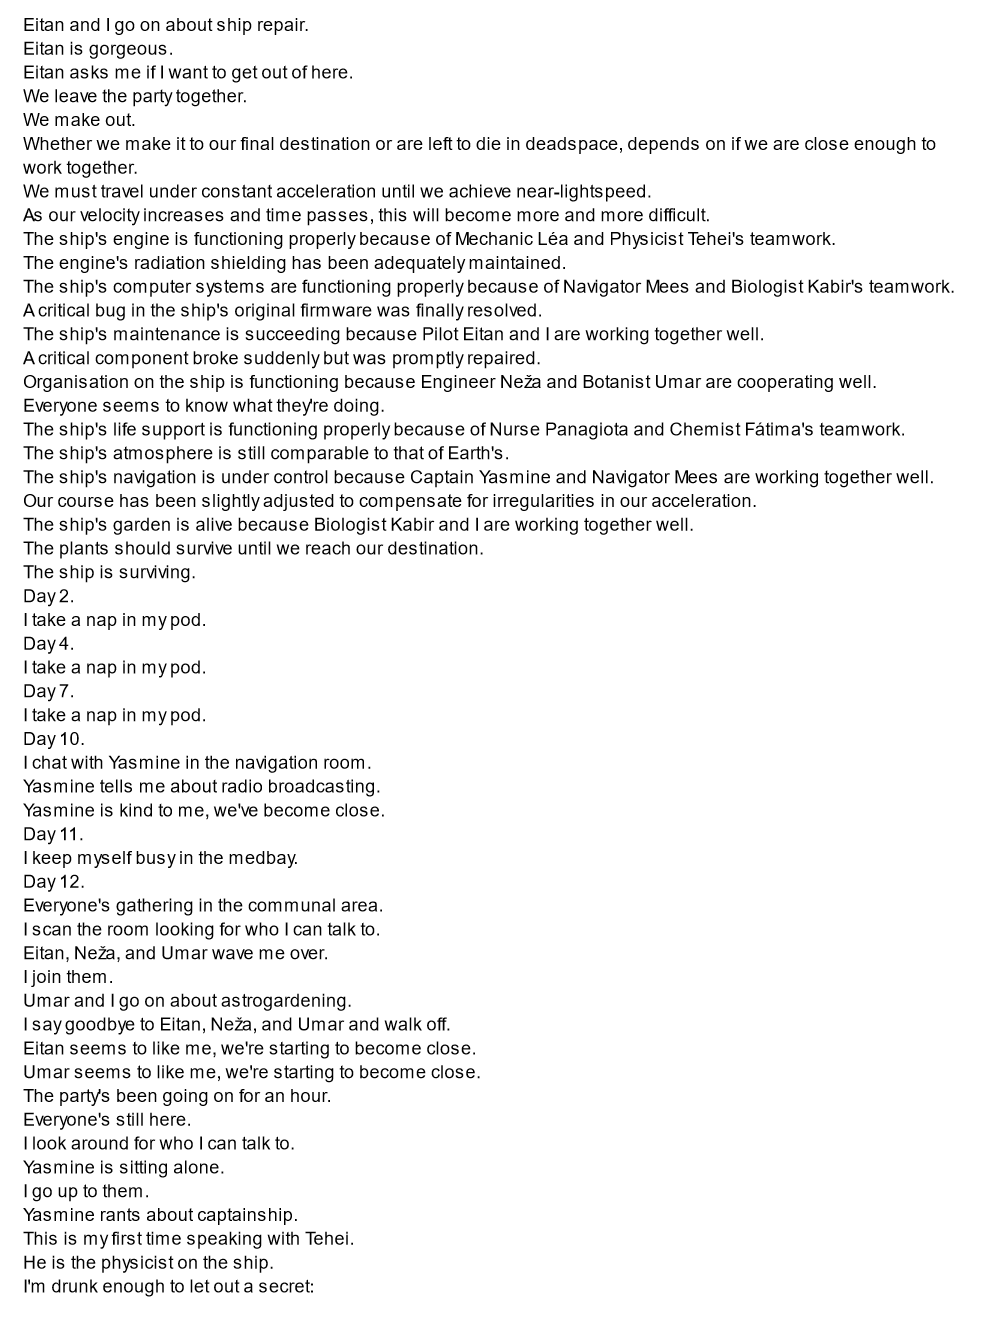 Eitan and I go on about ship repair.
Eitan is gorgeous.
Eitan asks me if I want to get out of here.
We leave the party together.
We make out.
Whether we make it to our final destination or are left to die in deadspace, depends on if we are close enough to
work together.
We must travel under constant acceleration until we achieve near-lightspeed.
As our velocity increases and time passes, this will become more and more difficult.
The ship's engine is functioning properly because of Mechanic Léa and Physicist Tehei's teamwork.
The engine's radiation shielding has been adequately maintained.
The ship's computer systems are functioning properly because of Navigator Mees and Biologist Kabir's teamwork.
A critical bug in the ship's original firmware was finally resolved.
The ship's maintenance is succeeding because Pilot Eitan and I are working together well.
A critical component broke suddenly but was promptly repaired.
Organisation on the ship is functioning because Engineer Neža and Botanist Umar are cooperating well.
Everyone seems to know what they're doing.
The ship's life support is functioning properly because of Nurse Panagiota and Chemist Fátima's teamwork.
The ship's atmosphere is still comparable to that of Earth's.
The ship's navigation is under control because Captain Yasmine and Navigator Mees are working together well.
Our course has been slightly adjusted to compensate for irregularities in our acceleration.
The ship's garden is alive because Biologist Kabir and I are working together well.
The plants should survive until we reach our destination.
The ship is surviving.
Day 2.
I take a nap in my pod.
Day 4.
I take a nap in my pod.
Day 7.
I take a nap in my pod.
Day 10.
I chat with Yasmine in the navigation room.
Yasmine tells me about radio broadcasting.
Yasmine is kind to me, we've become close.
Day 11.
I keep myself busy in the medbay.
Day 12.
Everyone's gathering in the communal area.
I scan the room looking for who I can talk to.
Eitan, Neža, and Umar wave me over.
I join them.
Umar and I go on about astrogardening.
I say goodbye to Eitan, Neža, and Umar and walk off.
Eitan seems to like me, we're starting to become close.
Umar seems to like me, we're starting to become close.
The party's been going on for an hour.
Everyone's still here.
I look around for who I can talk to.
Yasmine is sitting alone.
I go up to them.
Yasmine rants about captainship.
This is my first time speaking with Tehei.
He is the physicist on the ship.
I'm drunk enough to let out a secret: